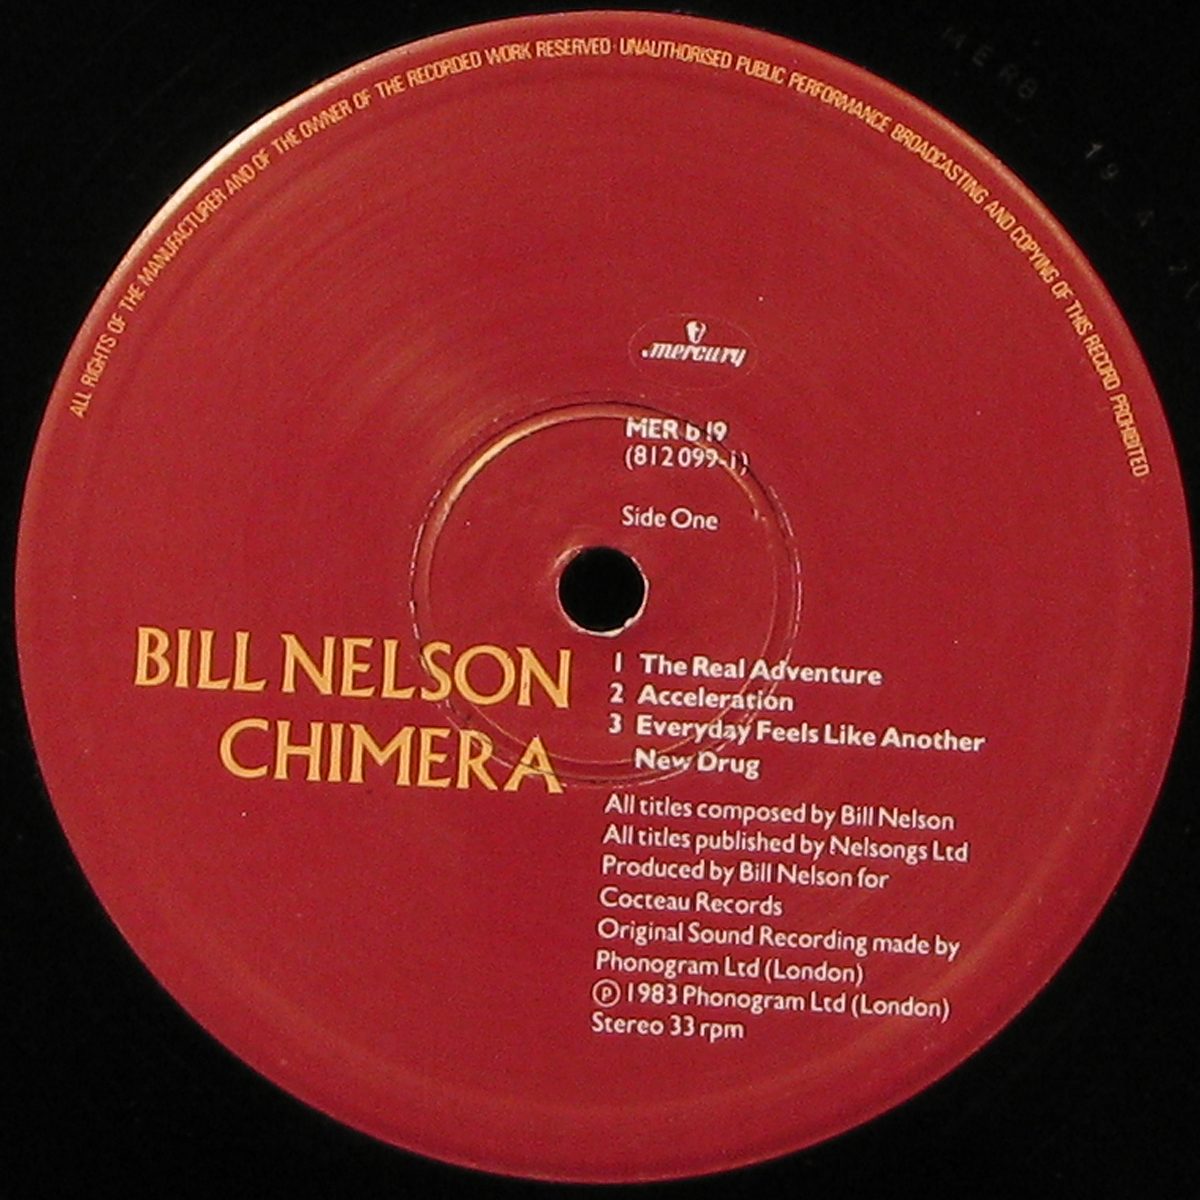 ALL RIGHTS OF THE MANUFACTURER AND OF THE OWNER OF THE RECORDED WORK RESERVED · UNAUTHORISED PUBLIC PERFORMANCE BROADCASTING AND COPYING OF THIS RECORD PROHIBITED
mercury
MER b 19
(812 099-1)
Side One
BILL NELSON
CHIMERA
1 The Real Adventure
2 Acceleration
3 Everyday Feels Like Another
New Drug
All titles composed by Bill Nelson
All titles published by Nelsongs Ltd
Produced by Bill Nelson for
Cocteau Records
Original Sound Recording made by
Phonogram Ltd (London)
℗ 1983 Phonogram Ltd (London)
Stereo 33 rpm